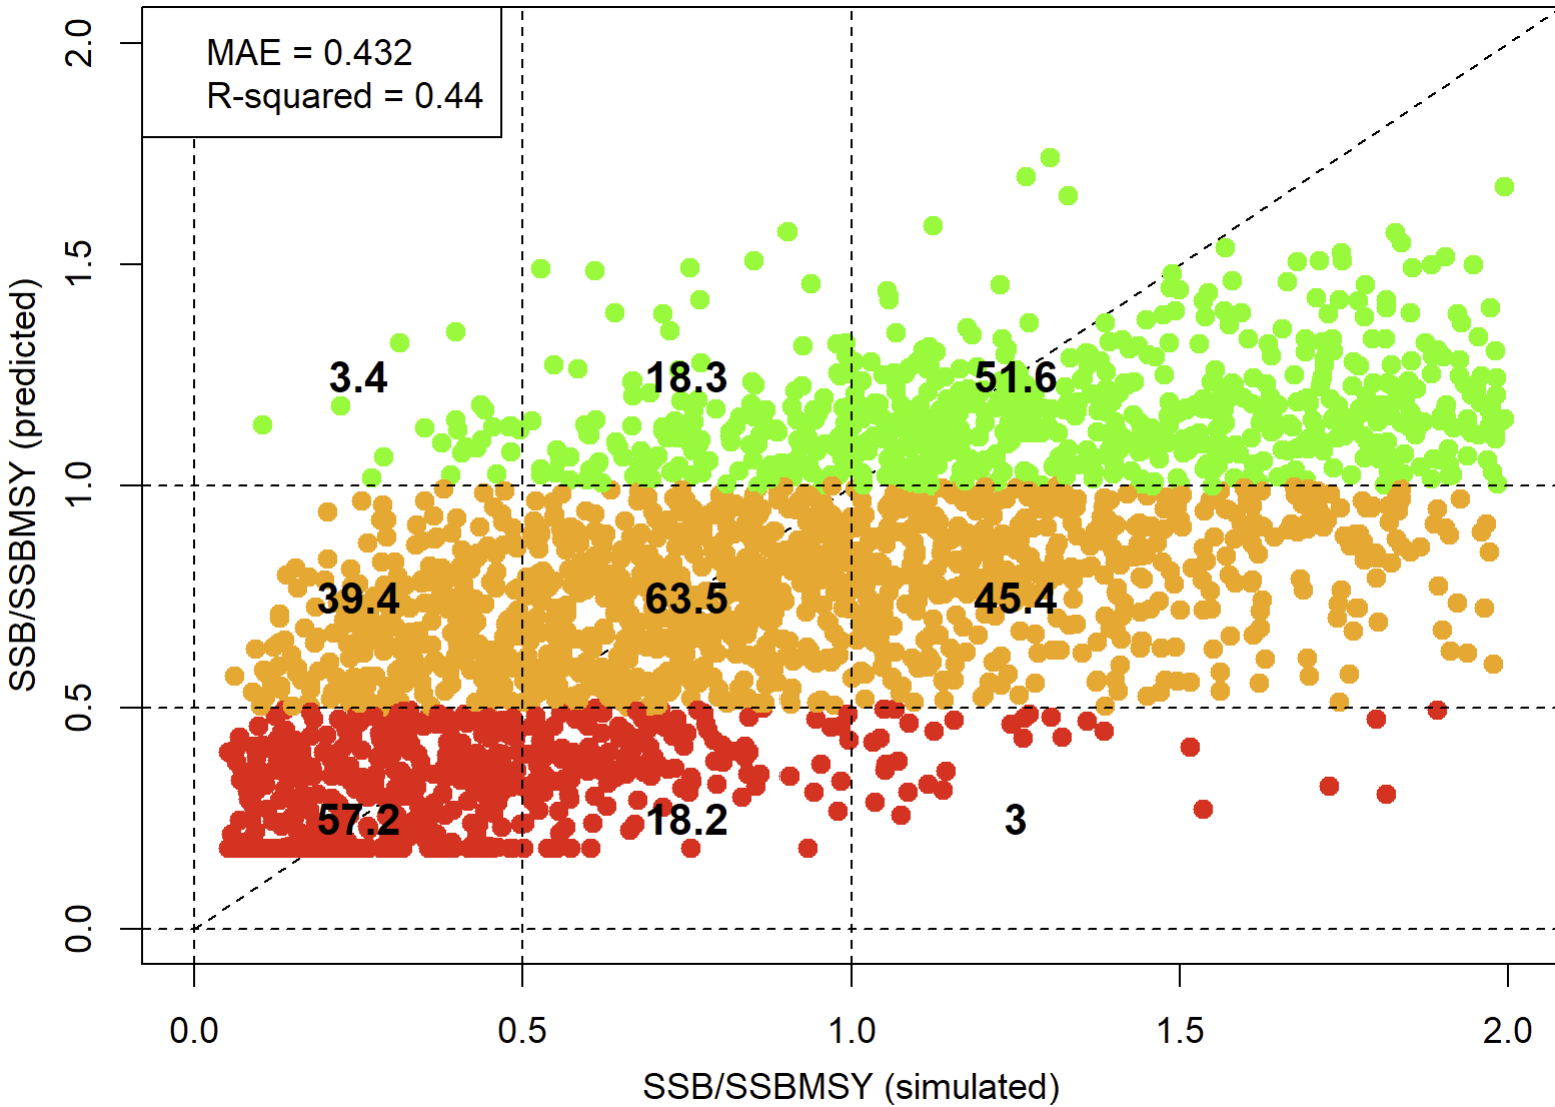 MAE = 0.432
R-squared = 0.44
2.0
1.5
1.0
0.5
0.0
SSB/SSBMSY (predicted)
3.4 18.3 51.6
39.4 63.5 45.4
57.2 18.2 3
0.0 0.5 1.0 1.5 2.0
SSB/SSBMSY (simulated)